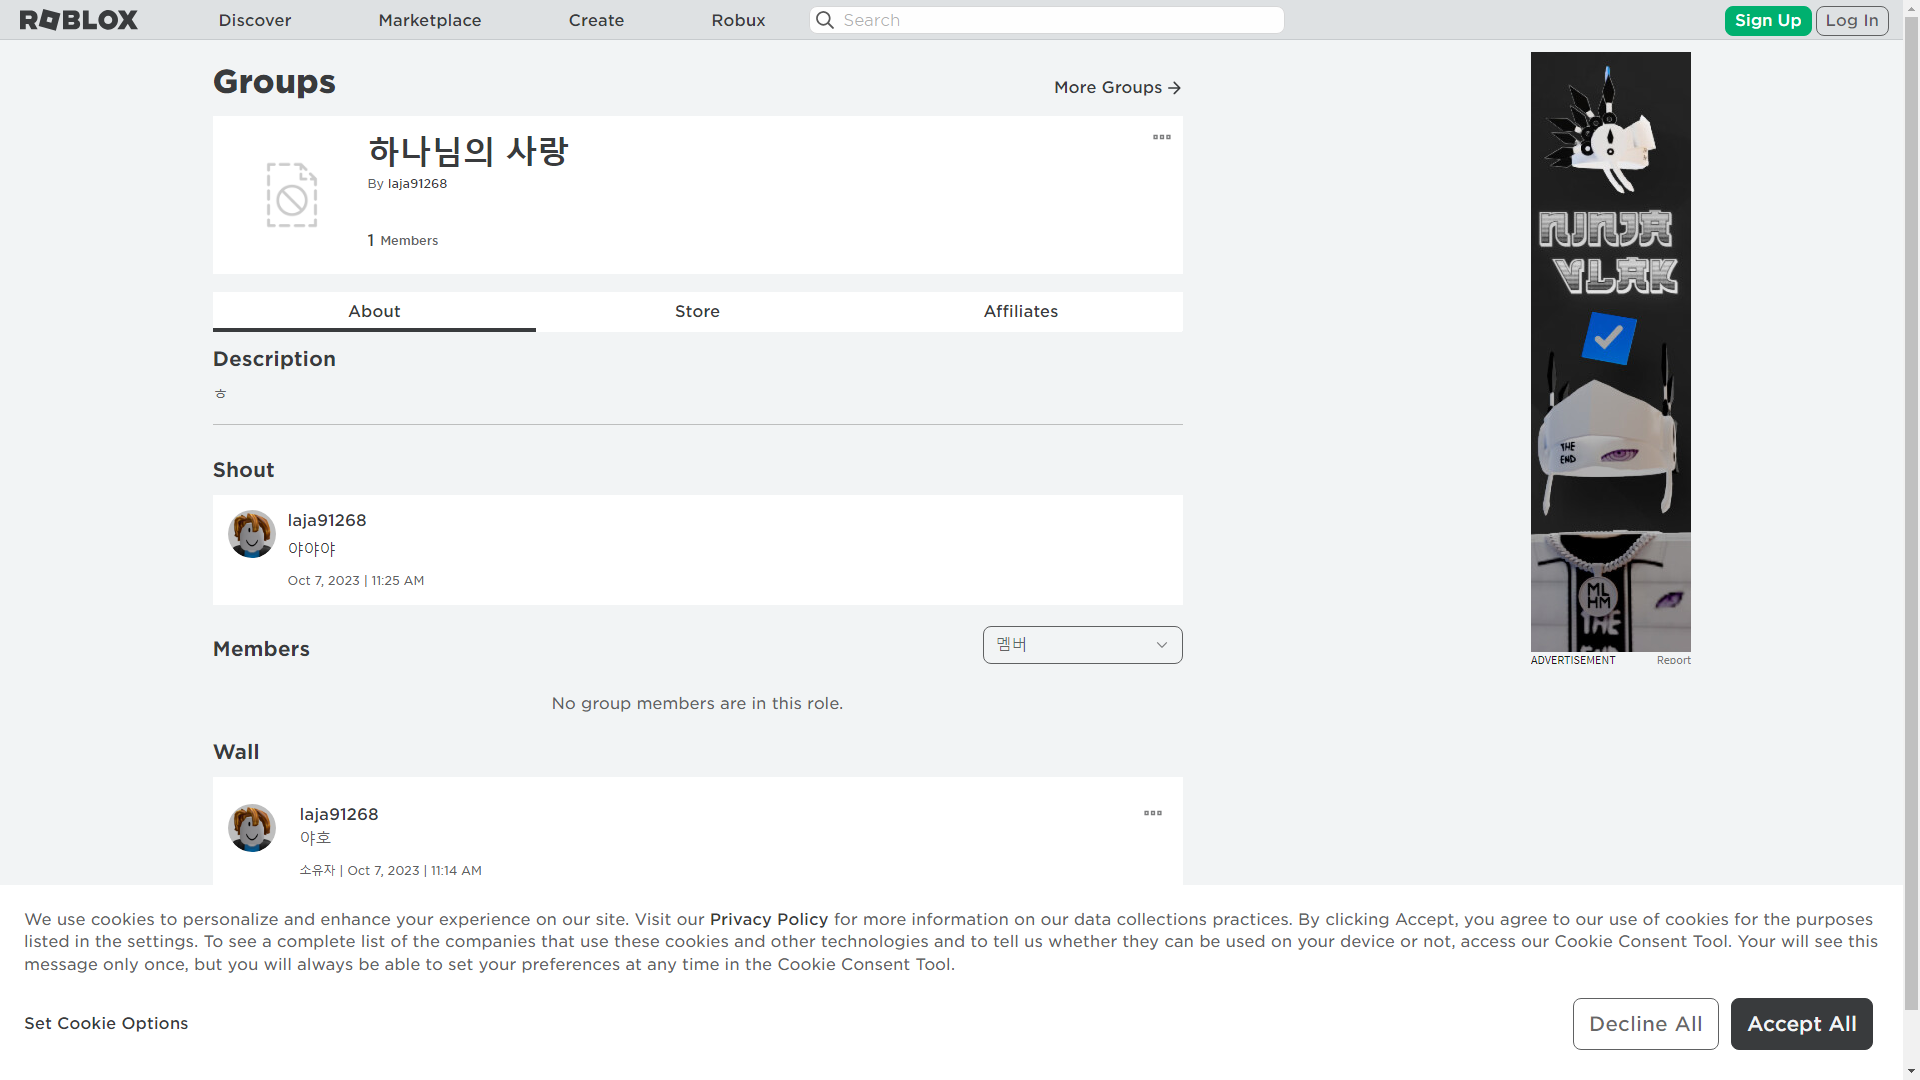 ROBLOX
Discover
Marketplace
Create
Robux
Search
Sign Up
Log In
Groups
More Groups
하나님의 사랑
By laja91268
1 Members
About
Store
Affiliates
Description
ㅎ
Shout
laja91268
야야야
Oct 7, 2023 | 11:25 AM
Members
멤버
No group members are in this role.
Wall
laja91268
야호
소유자 | Oct 7, 2023 | 11:14 AM
NINJA
VLAK
THE
END
ML
HM
THE
END
ADVERTISEMENT
Report
We use cookies to personalize and enhance your experience on our site. Visit our Privacy Policy for more information on our data collections practices. By clicking Accept, you agree to our use of cookies for the purposes
listed in the settings. To see a complete list of the companies that use these cookies and other technologies and to tell us whether they can be used on your device or not, access our Cookie Consent Tool. Your will see this
message only once, but you will always be able to set your preferences at any time in the Cookie Consent Tool.
Set Cookie Options
Decline All
Accept All